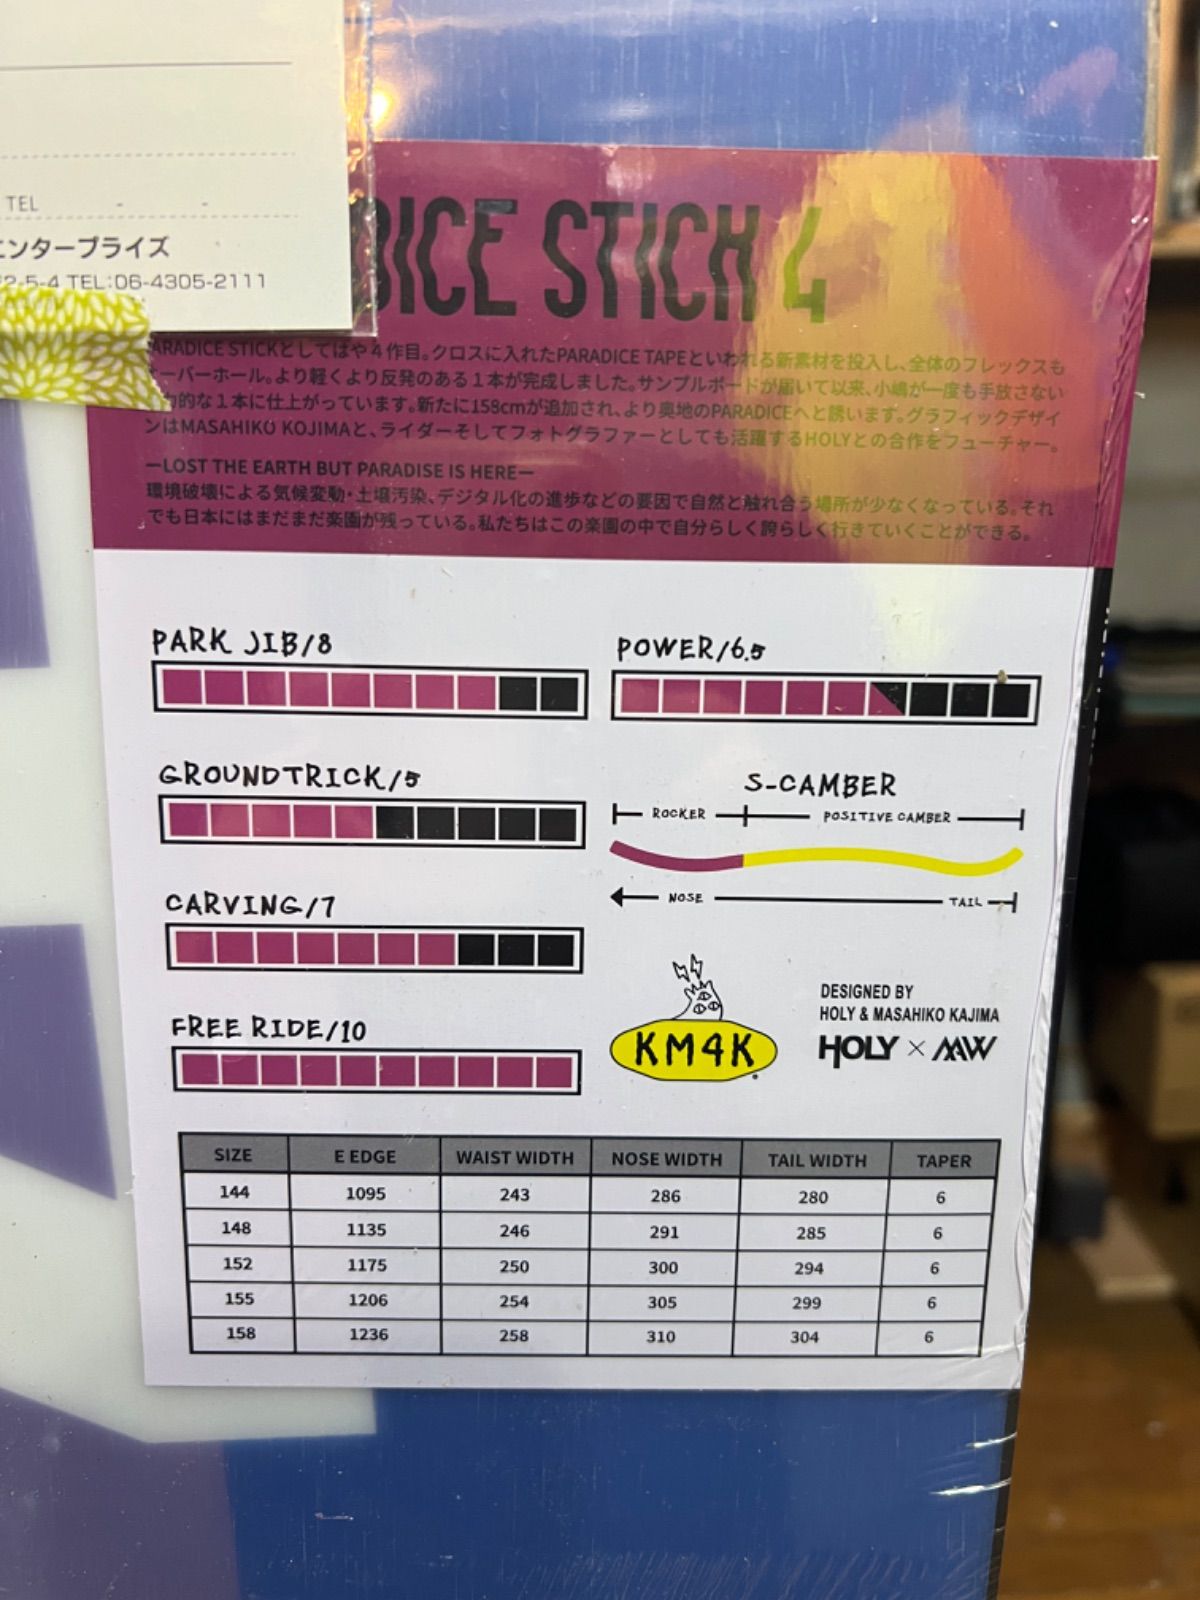 TEL - -
エンタープライズ
2-5-4 TEL:06-4305-2111
DICE STICK 4
PARADICE STICKとしてはや4作目。クロスに入れたPARADICE TAPEといわれる新素材を投入し、全体のフレックスも
オーバーホール。より軽くより反発のある1本が完成しました。サンプルボードが届いて以来、小嶋が一度も手放さない
力的な1本に仕上がっています。新たに158cmが追加され、より奥地のPARADICEへと誘います。グラフィックデザイ
ンはMASAHIKO KOJIMAと、ライダーそしてフォトグラファーとしても活躍するHOLYとの合作をフューチャー。
ーLOST THE EARTH BUT PARADISE IS HEREー
環境破壊による気候変動・土壌汚染、デジタル化の進歩などの要因で自然と触れ合う場所が少なくなっている。それ
でも日本にはまだまだ楽園が残っている。私たちはこの楽園の中で自分らしく誇らしく行きていくことができる。
PARK JIB/8
POWER/6.5
GROUNDTRICK/5
S-CAMBER
ROCKER POSITIVE CAMBER
NOSE TAIL
CARVING/7
FREE RIDE/10
KM4K
DESIGNED BY
HOLY & MASAHIKO KAJIMA
HOLY × MW
SIZE E EDGE WAIST WIDTH NOSE WIDTH TAIL WIDTH TAPER
144 1095 243 286 280 6
148 1135 246 291 285 6
152 1175 250 300 294 6
155 1206 254 305 299 6
158 1236 258 310 304 6